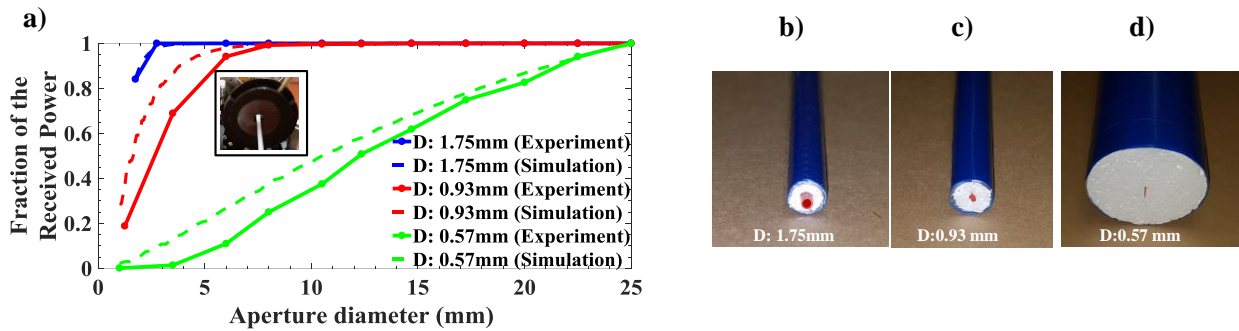 a)
b)
c)
d)
Fraction of the
Received Power
1
0.8
0.6
0.4
0.2
0
0
5
10
15
20
25
Aperture diameter (mm)
D: 1.75mm (Experiment)
D: 1.75mm (Simulation)
D: 0.93mm (Experiment)
D: 0.93mm (Simulation)
D: 0.57mm (Experiment)
D: 0.57mm (Simulation)
D: 1.75mm
D:0.93 mm
D:0.57 mm